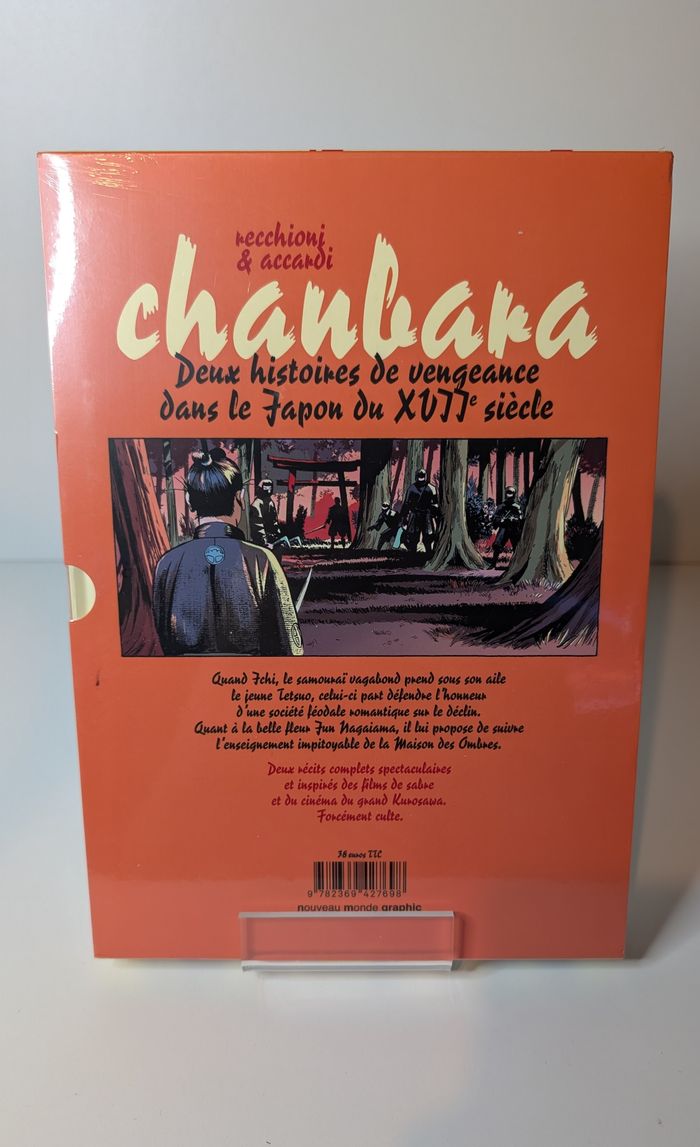 recchioni
& accardi
chanbara
Deux histoires de vengeance
dans le Japon du XVIIe siècle
Quand Ichi, le samouraï vagabond prend sous son aile
le jeune Tetsuo, celui-ci part défendre l'honneur
d'une société féodale romantique sur le déclin.
Quant à la belle fleur Jun Nagaiama, il lui propose de suivre
l'enseignement impitoyable de la Maison des Ombres.
Deux récits complets spectaculaires
et inspirés des films de sabre
et du cinéma du grand Kurosawa.
Forcément culte.
38 euros TTC
9 782369 427698
nouveau monde graphic